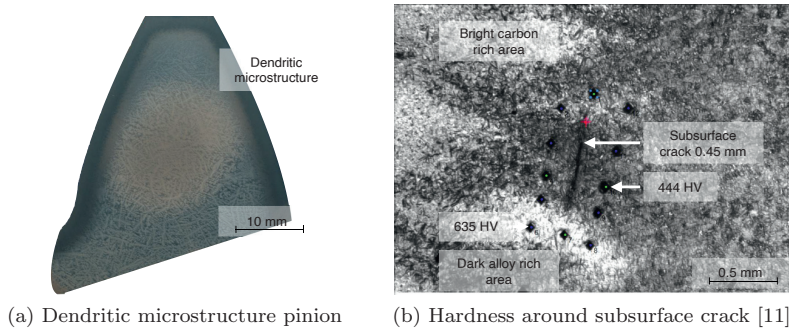 Dendritic
microstructure
10 mm
(a) Dendritic microstructure pinion
Bright carbon
rich area
Subsurface
crack 0.45 mm
444 HV
635 HV
Dark alloy rich
area
0.5 mm
(b) Hardness around subsurface crack [11]